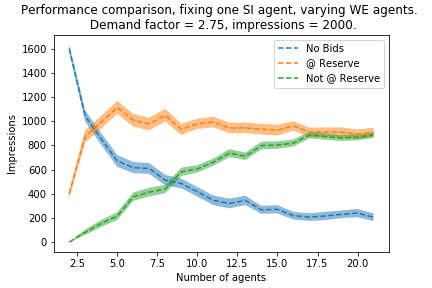 Performance comparison, fixing one SI agent, varying WE agents.
Demand factor = 2.75, impressions = 2000.
No Bids
@ Reserve
Not @ Reserve
Impressions
1600
1400
1200
1000
800
600
400
200
0
2.5 5.0 7.5 10.0 12.5 15.0 17.5 20.0
Number of agents